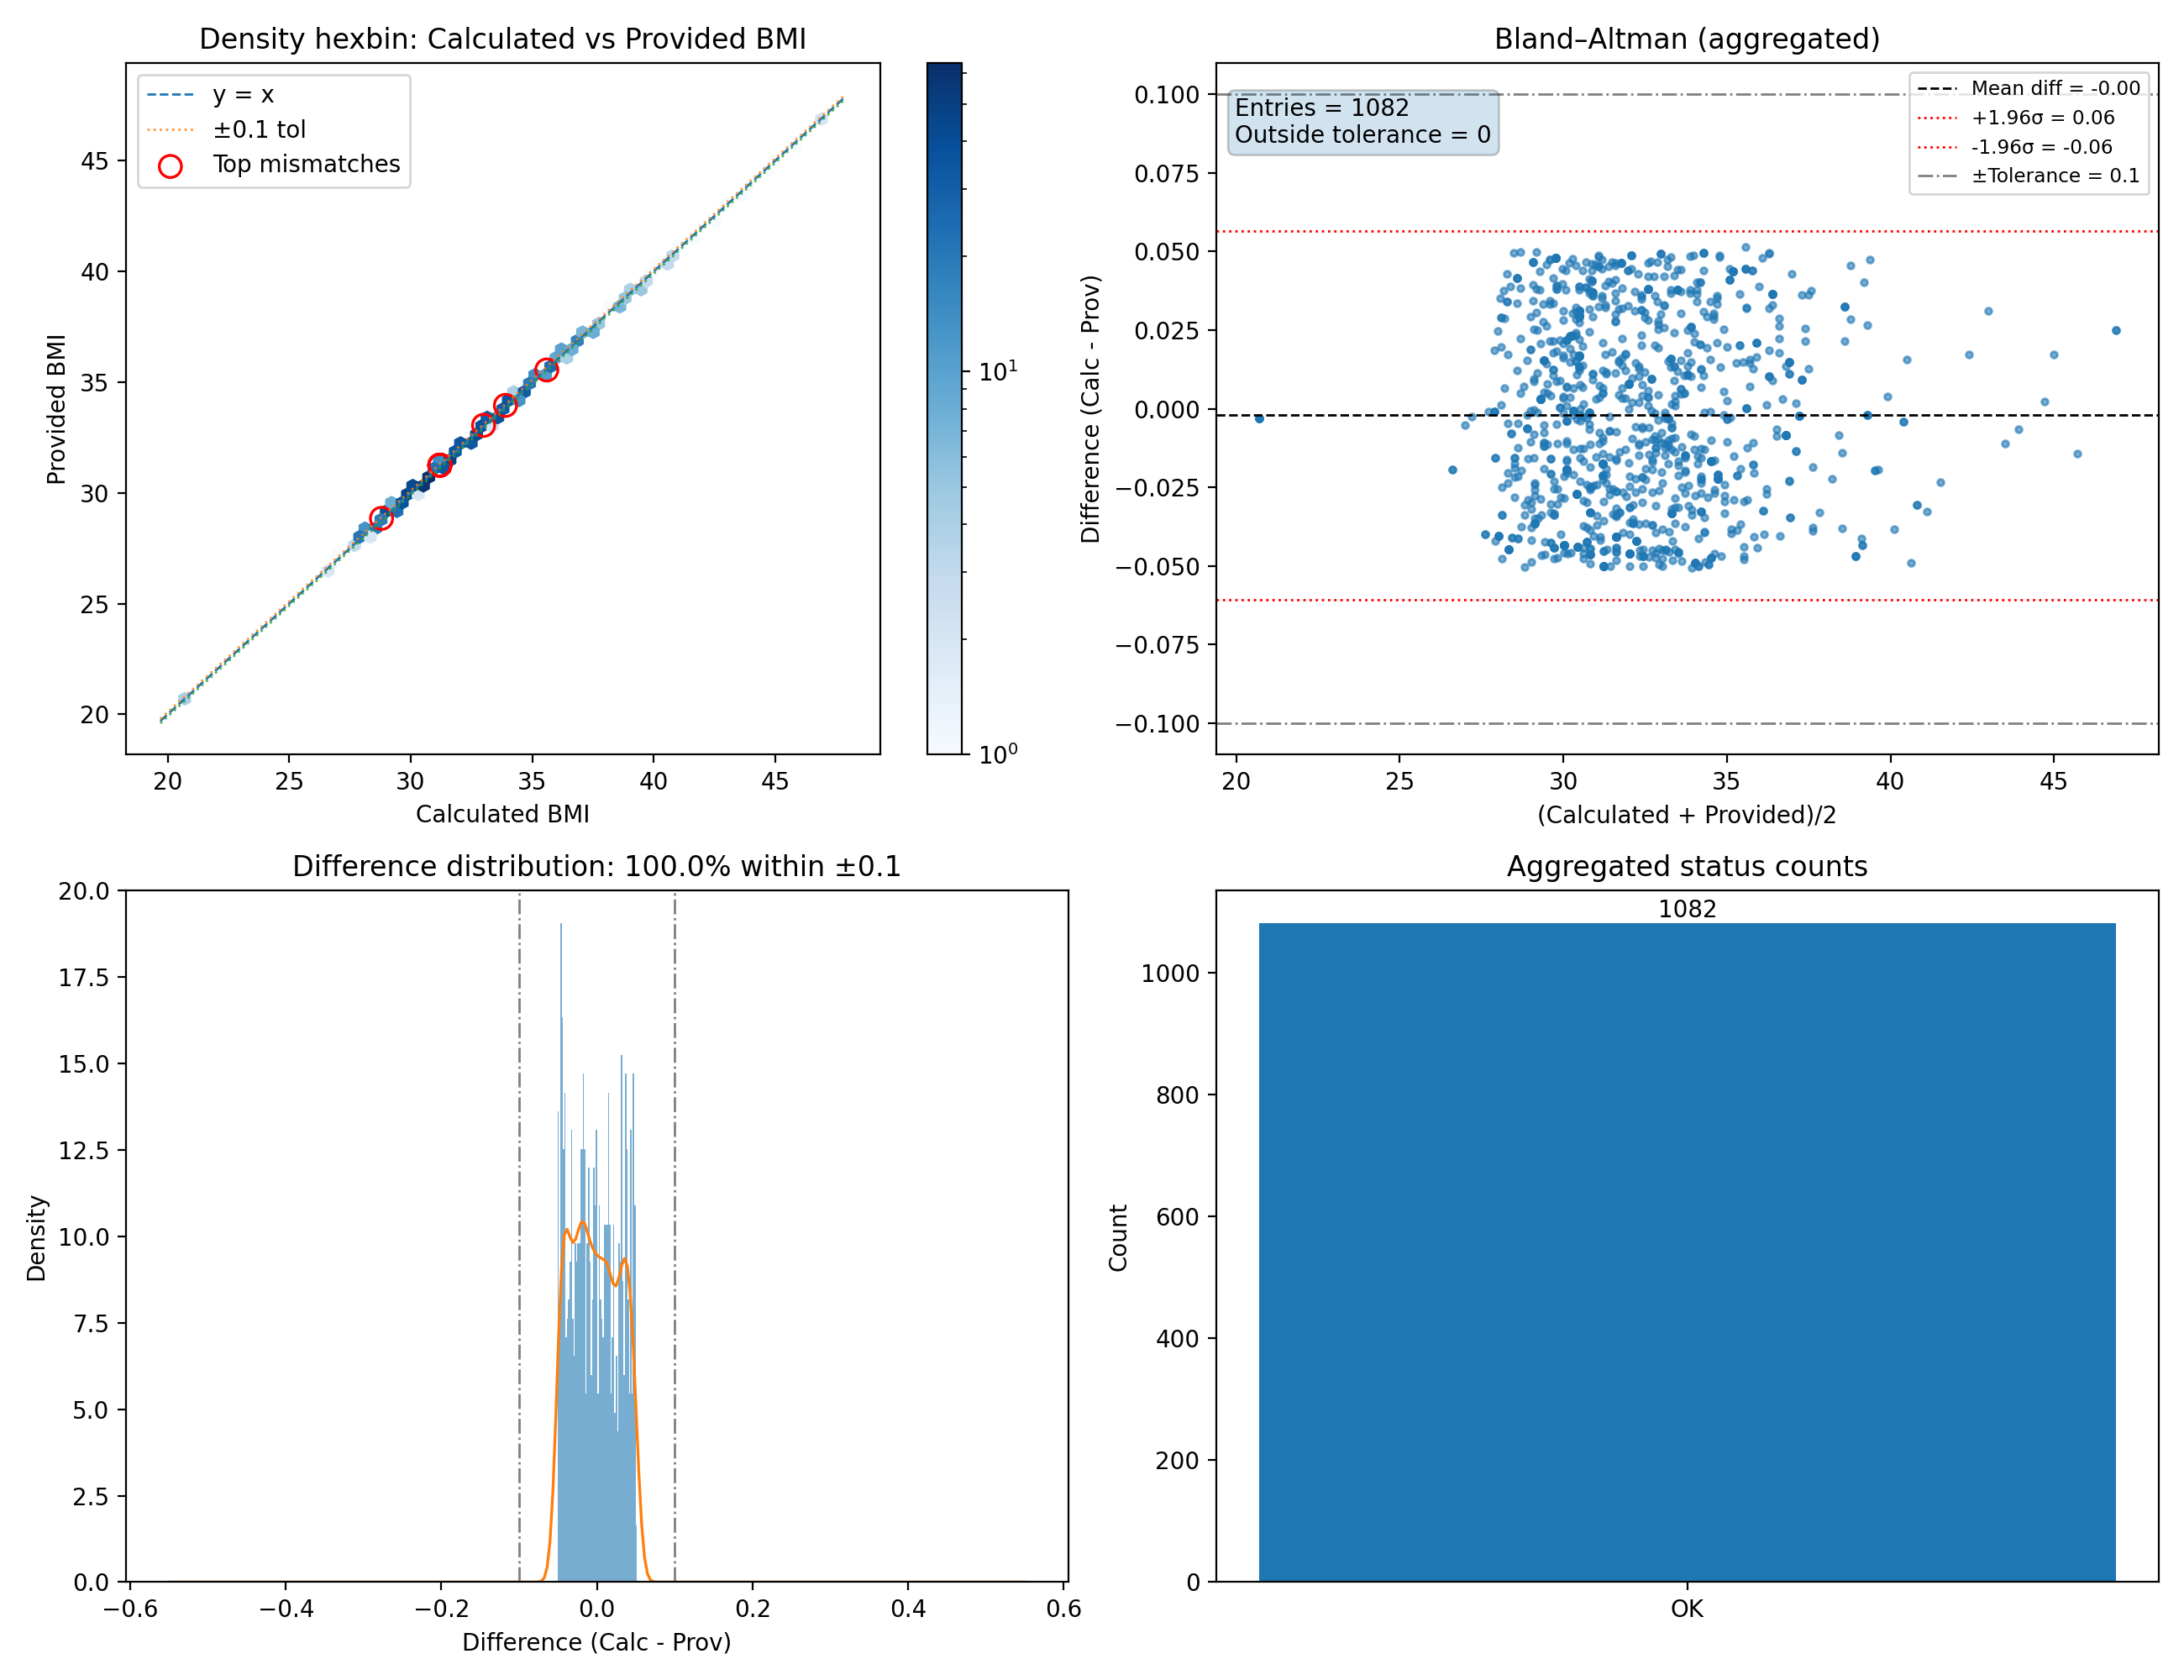 Density hexbin: Calculated vs Provided BMI
y = x
±0.1 tol
Top mismatches
45
40
35
30
25
20
Provided BMI
20 25 30 35 40 45
Calculated BMI
10¹
10⁰
Bland–Altman (aggregated)
Entries = 1082
Outside tolerance = 0
Mean diff = -0.00
+1.96σ = 0.06
-1.96σ = -0.06
±Tolerance = 0.1
0.100
0.075
0.050
0.025
0.000
−0.025
−0.050
−0.075
−0.100
Difference (Calc - Prov)
20 25 30 35 40 45
(Calculated + Provided)/2
Difference distribution: 100.0% within ±0.1
20.0
17.5
15.0
12.5
10.0
7.5
5.0
2.5
0.0
Density
−0.6 −0.4 −0.2 0.0 0.2 0.4 0.6
Difference (Calc - Prov)
Aggregated status counts
1082
1000
800
600
400
200
0
Count
OK